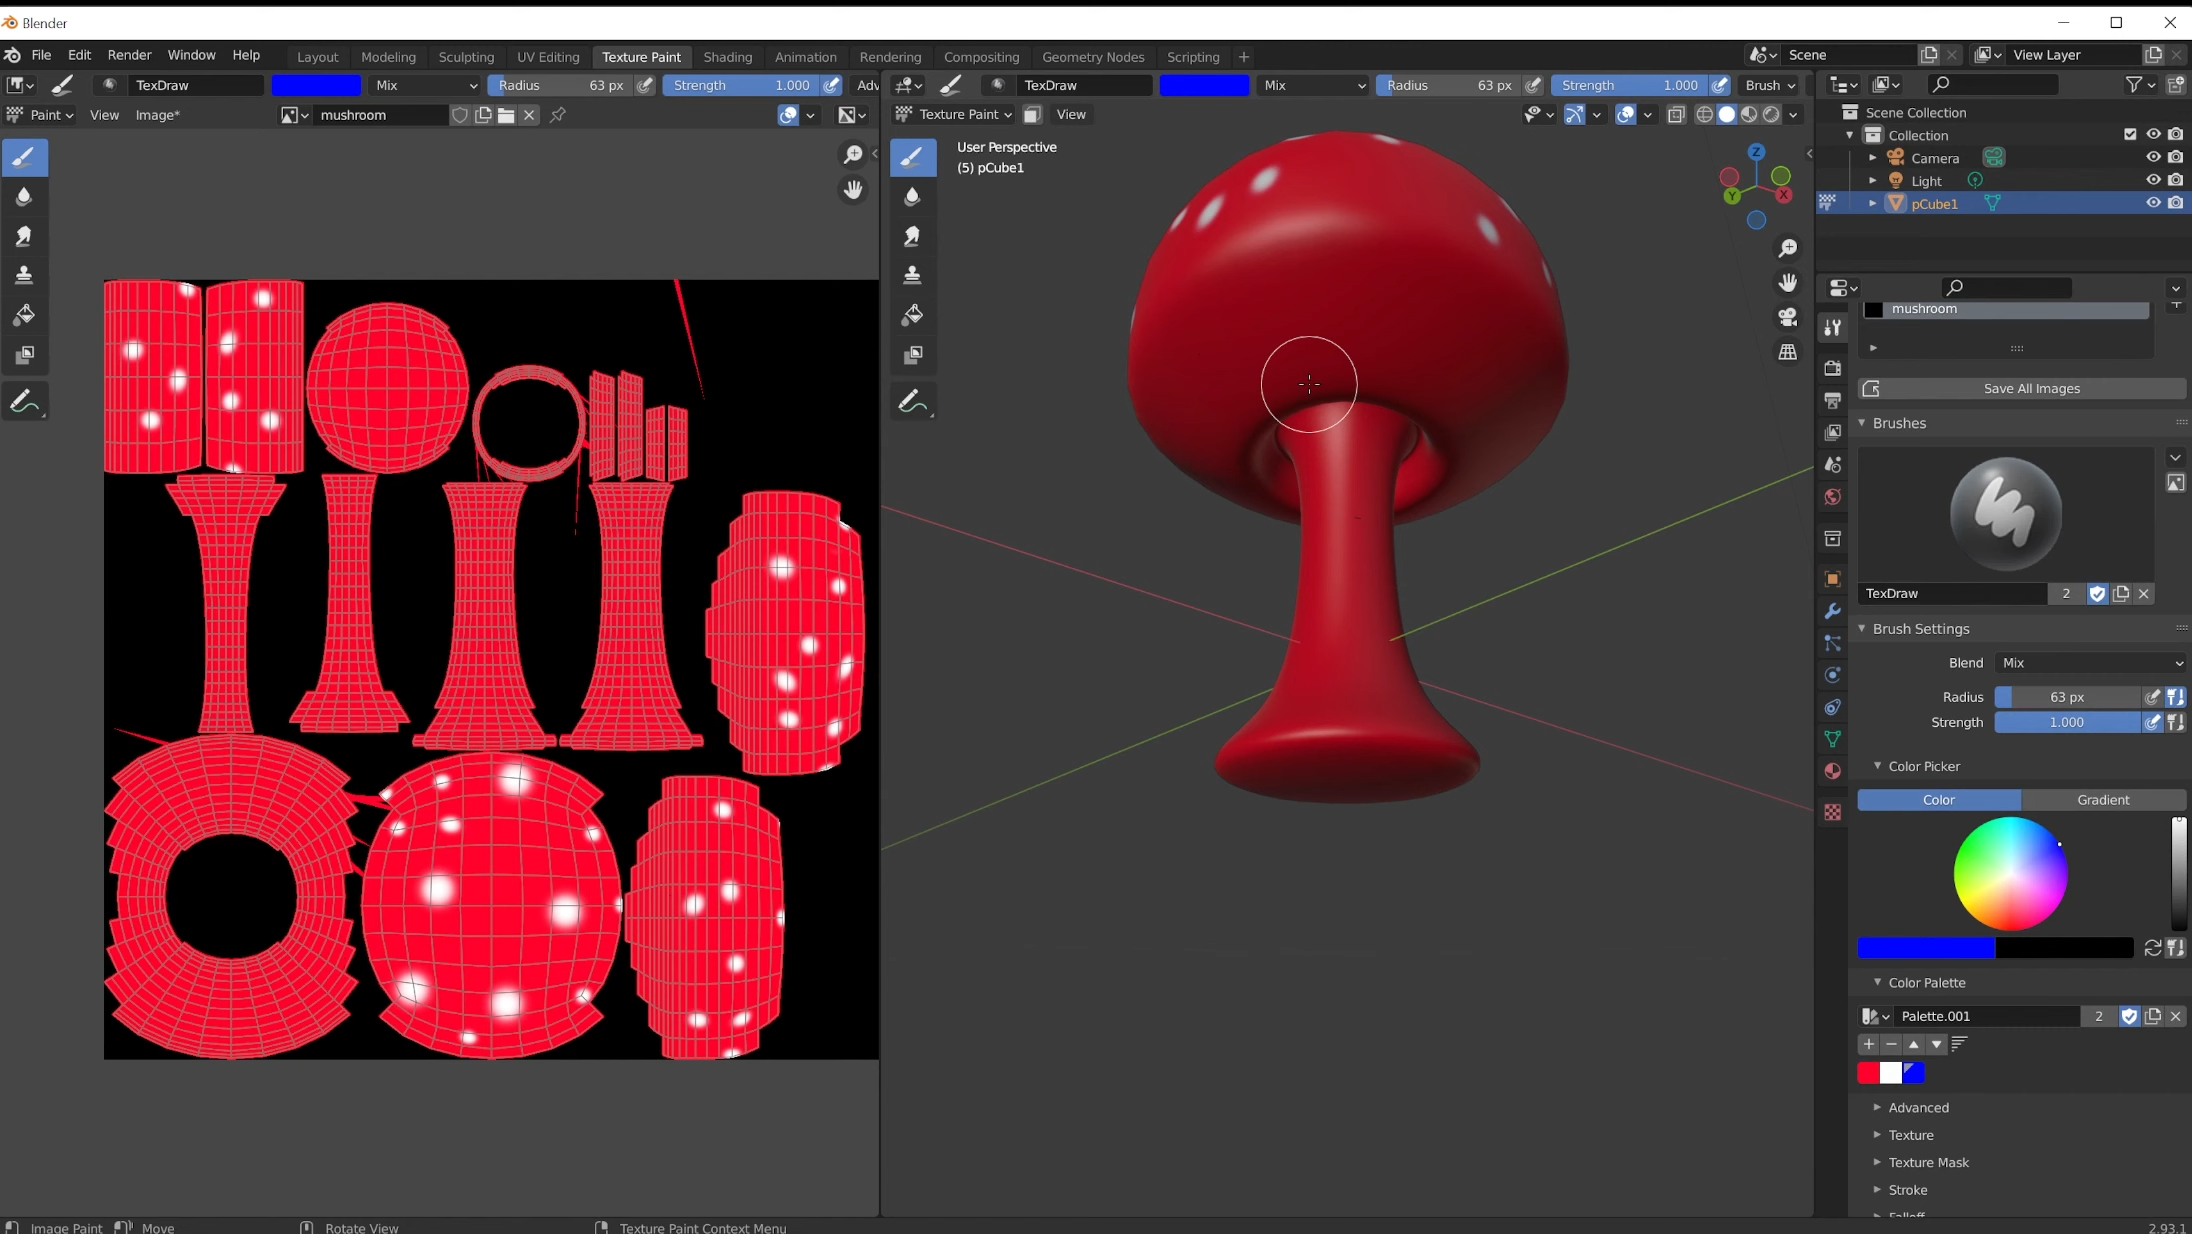 Blender
File Edit Render Window Help Layout Modeling Sculpting UV Editing Texture Paint Shading Animation Rendering Compositing Geometry Nodes Scripting + Scene View Layer
TexDraw Mix Radius 63 px Strength 1.000 Adv TexDraw Mix Radius 63 px Strength 1.000 Brush
Paint View Image* mushroom Texture Paint View
Scene Collection
Collection
Camera
Light
pCube1
User Perspective
(5) pCube1
Z
Y
X
mushroom
Save All Images
Brushes
TexDraw 2
Brush Settings
Blend Mix
Radius 63 px
Strength 1.000
Color Picker
Color Gradient
Color Palette
Palette.001 2
Advanced
Texture
Texture Mask
Stroke
Falloff
Image Paint Move Rotate View Texture Paint Context Menu 2.93.1